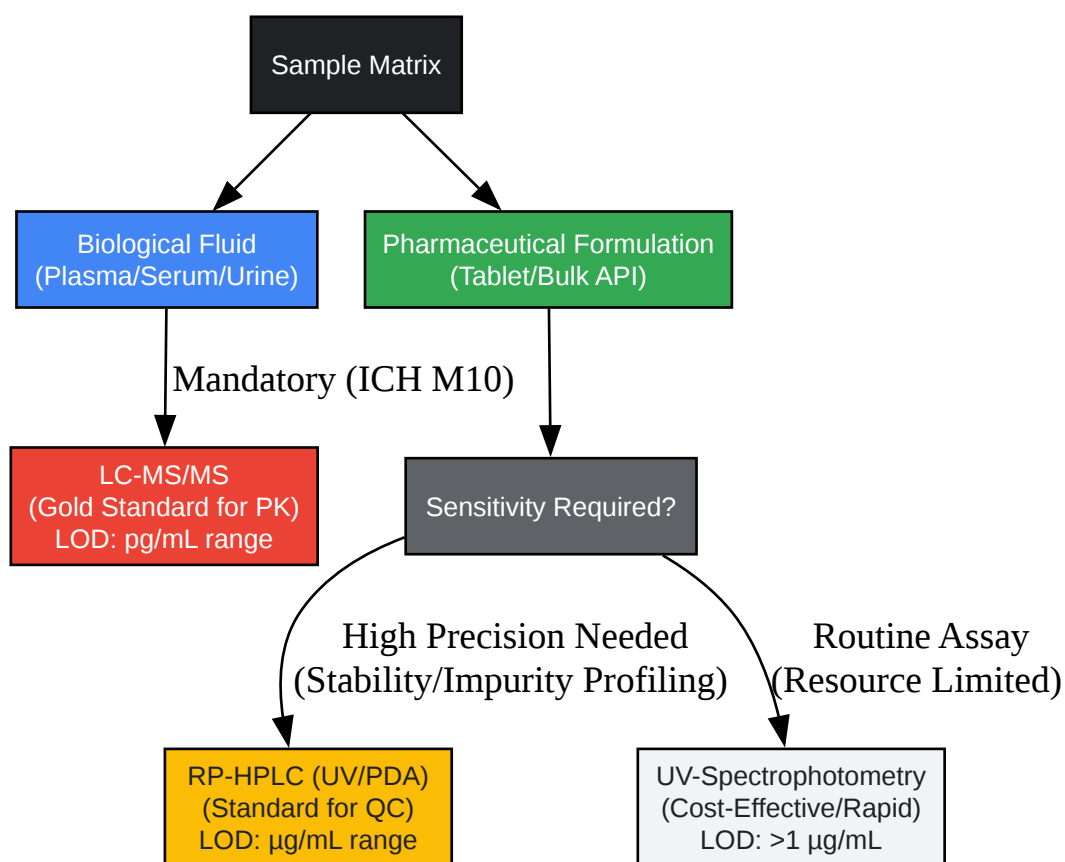 Sample Matrix
Biological Fluid
(Plasma/Serum/Urine)
Pharmaceutical Formulation
(Tablet/Bulk API)
Mandatory (ICH M10)
LC-MS/MS
(Gold Standard for PK)
LOD: pg/mL range
Sensitivity Required?
High Precision Needed
(Stability/Impurity Profiling)
Routine Assay
(Resource Limited)
RP-HPLC (UV/PDA)
(Standard for QC)
LOD: µg/mL range
UV-Spectrophotometry
(Cost-Effective/Rapid)
LOD: >1 µg/mL